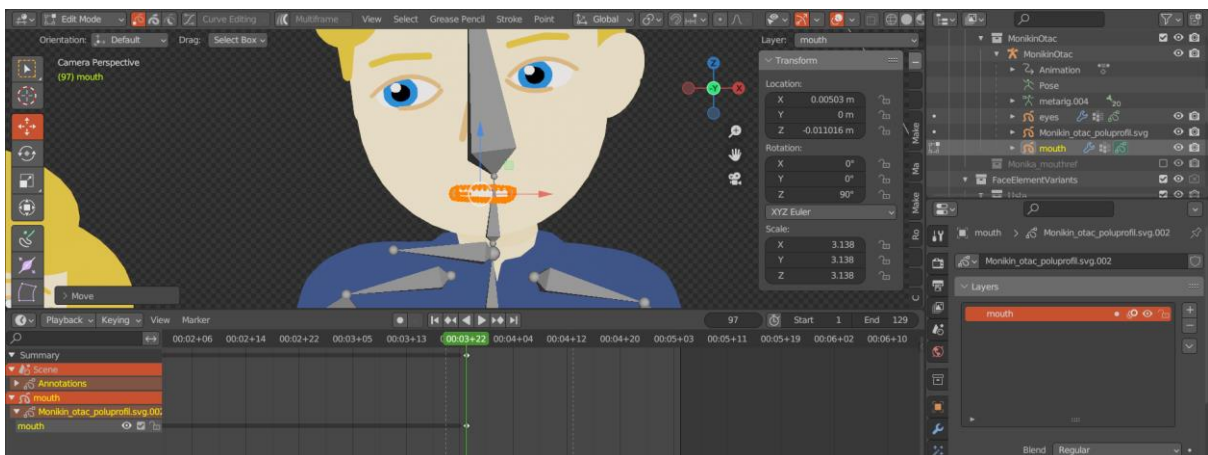 Edit Mode Curve Editing Multiframe View Select Grease Pencil Stroke Point Global
Orientation: Default Drag: Select Box
Layer: mouth
Camera Perspective
(97) mouth
Z
-Y X
Move
Transform
Location:
X 0.00503 m
Y 0 m
Z -0.011016 m
Rotation:
X 0°
Y 0°
Z 90°
XYZ Euler
Scale:
X 3.138
Y 3.138
Z 3.138
Make
Ma
Make
Ro
MonikinOtac
MonikinOtac
Animation
Pose
metarig.004 20
eyes
Monikin_otac_poluprofil.svg
mouth
Monika_mouthref
FaceElementVariants
Usta
mouth > Monikin_otac_poluprofil.svg.002
Monikin_otac_poluprofil.svg.002
Layers
mouth
Blend Regular
Playback Keying View Marker 97 Start 1 End 129
00:02+06 00:02+14 00:02+22 00:03+05 00:03+13 00:03+22 00:04+04 00:04+12 00:04+20 00:05+03 00:05+11 00:05+19 00:06+02 00:06+10
Summary
Scene
Annotations
mouth
Monikin_otac_poluprofil.svg.002
mouth